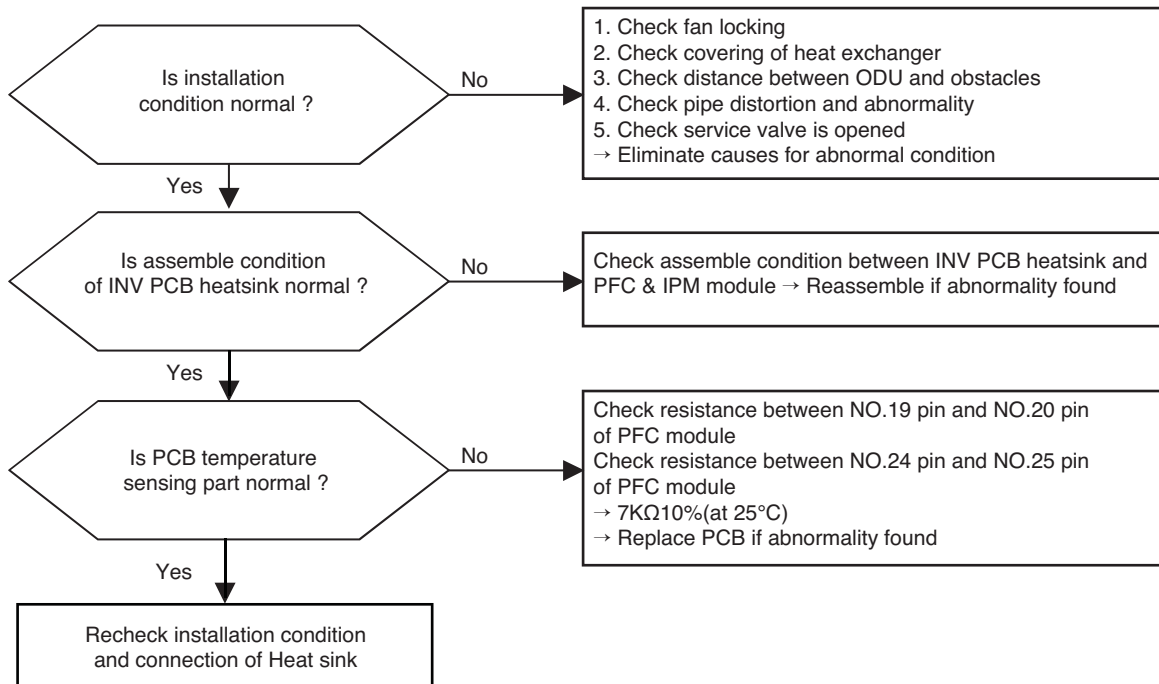 Is installation
condition normal ?
No
1. Check fan locking
2. Check covering of heat exchanger
3. Check distance between ODU and obstacles
4. Check pipe distortion and abnormality
5. Check service valve is opened
→ Eliminate causes for abnormal condition
Yes
Is assemble condition
of INV PCB heatsink normal ?
No
Check assemble condition between INV PCB heatsink and
PFC & IPM module → Reassemble if abnormality found
Yes
Is PCB temperature
sensing part normal ?
No
Check resistance between NO.19 pin and NO.20 pin
of PFC module
Check resistance between NO.24 pin and NO.25 pin
of PFC module
→ 7KΩ10%(at 25°C)
→ Replace PCB if abnormality found
Yes
Recheck installation condition
and connection of Heat sink